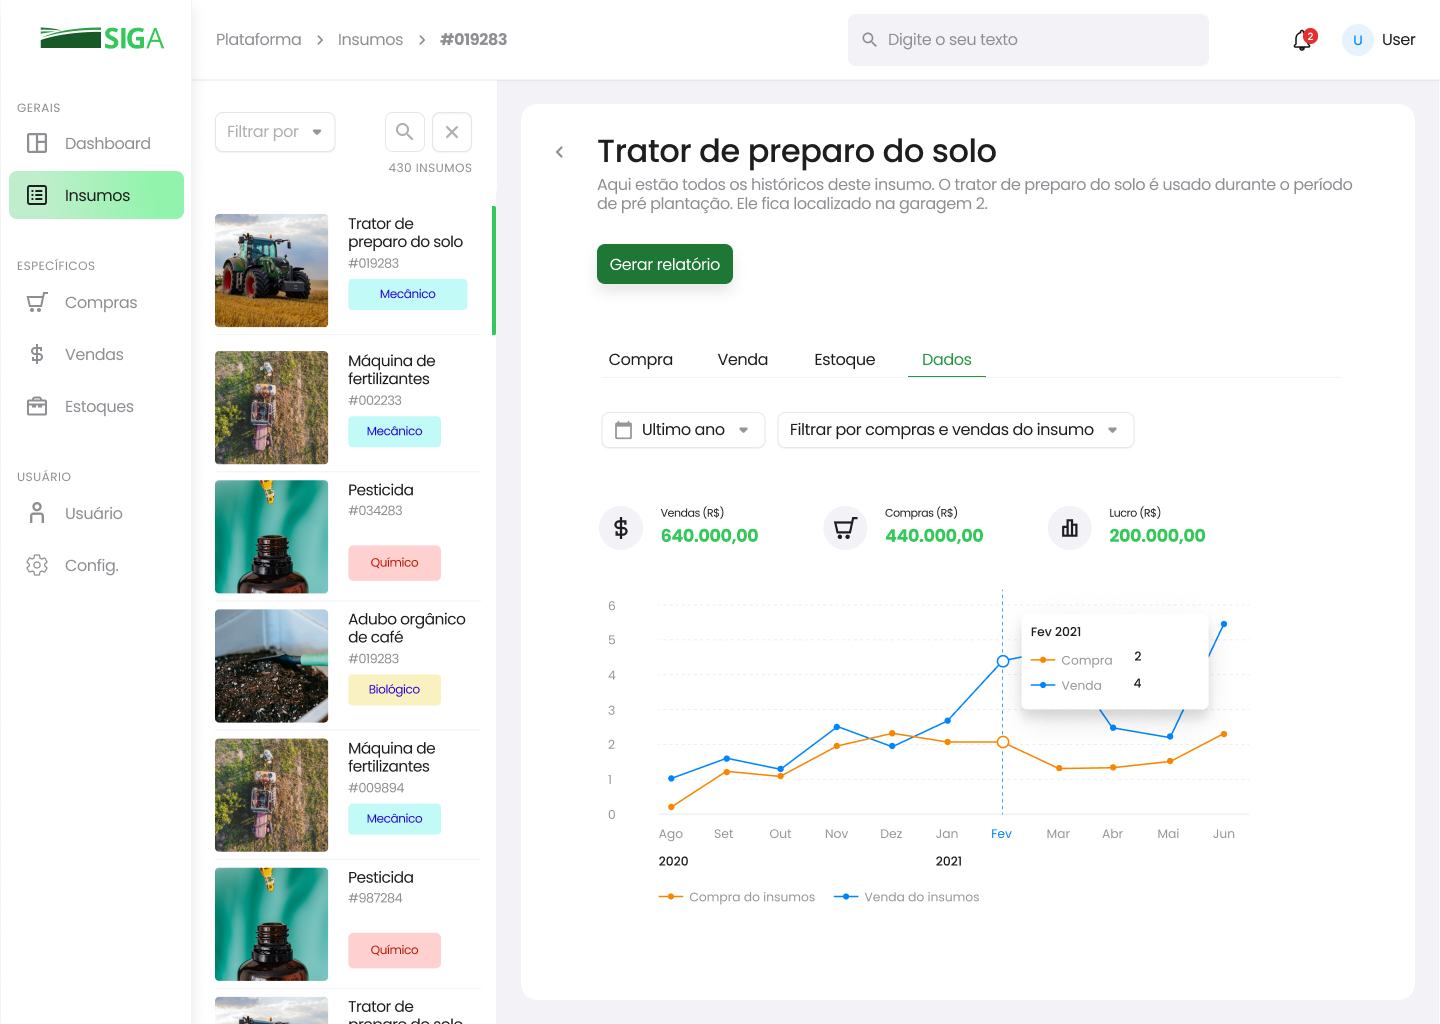 SIGA
Plataforma > Insumos > #019283
Digite o seu texto
2
U
User
GERAIS
Dashboard
Insumos
ESPECÍFICOS
Compras
Vendas
Estoques
USUÁRIO
Usuário
Config.
Filtrar por
430 INSUMOS
Trator de
preparo do solo
#019283
Mecânico
Máquina de
fertilizantes
#002233
Mecânico
Pesticida
#034283
Químico
Adubo orgânico
de café
#019283
Biológico
Máquina de
fertilizantes
#009894
Mecânico
Pesticida
#987284
Químico
Trator de
preparo do solo
Trator de preparo do solo
Aqui estão todos os históricos deste insumo. O trator de preparo do solo é usado durante o período
de pré plantação. Ele fica localizado na garagem 2.
Gerar relatório
Compra Venda Estoque Dados
Ultimo ano
Filtrar por compras e vendas do insumo
Vendas (R$)
640.000,00
Compras (R$)
440.000,00
Lucro (R$)
200.000,00
6
5
4
3
2
1
0
Fev 2021
Compra 2
Venda 4
Ago Set Out Nov Dez Jan Fev Mar Abr Mai Jun
2020 2021
Compra do insumos Venda do insumos